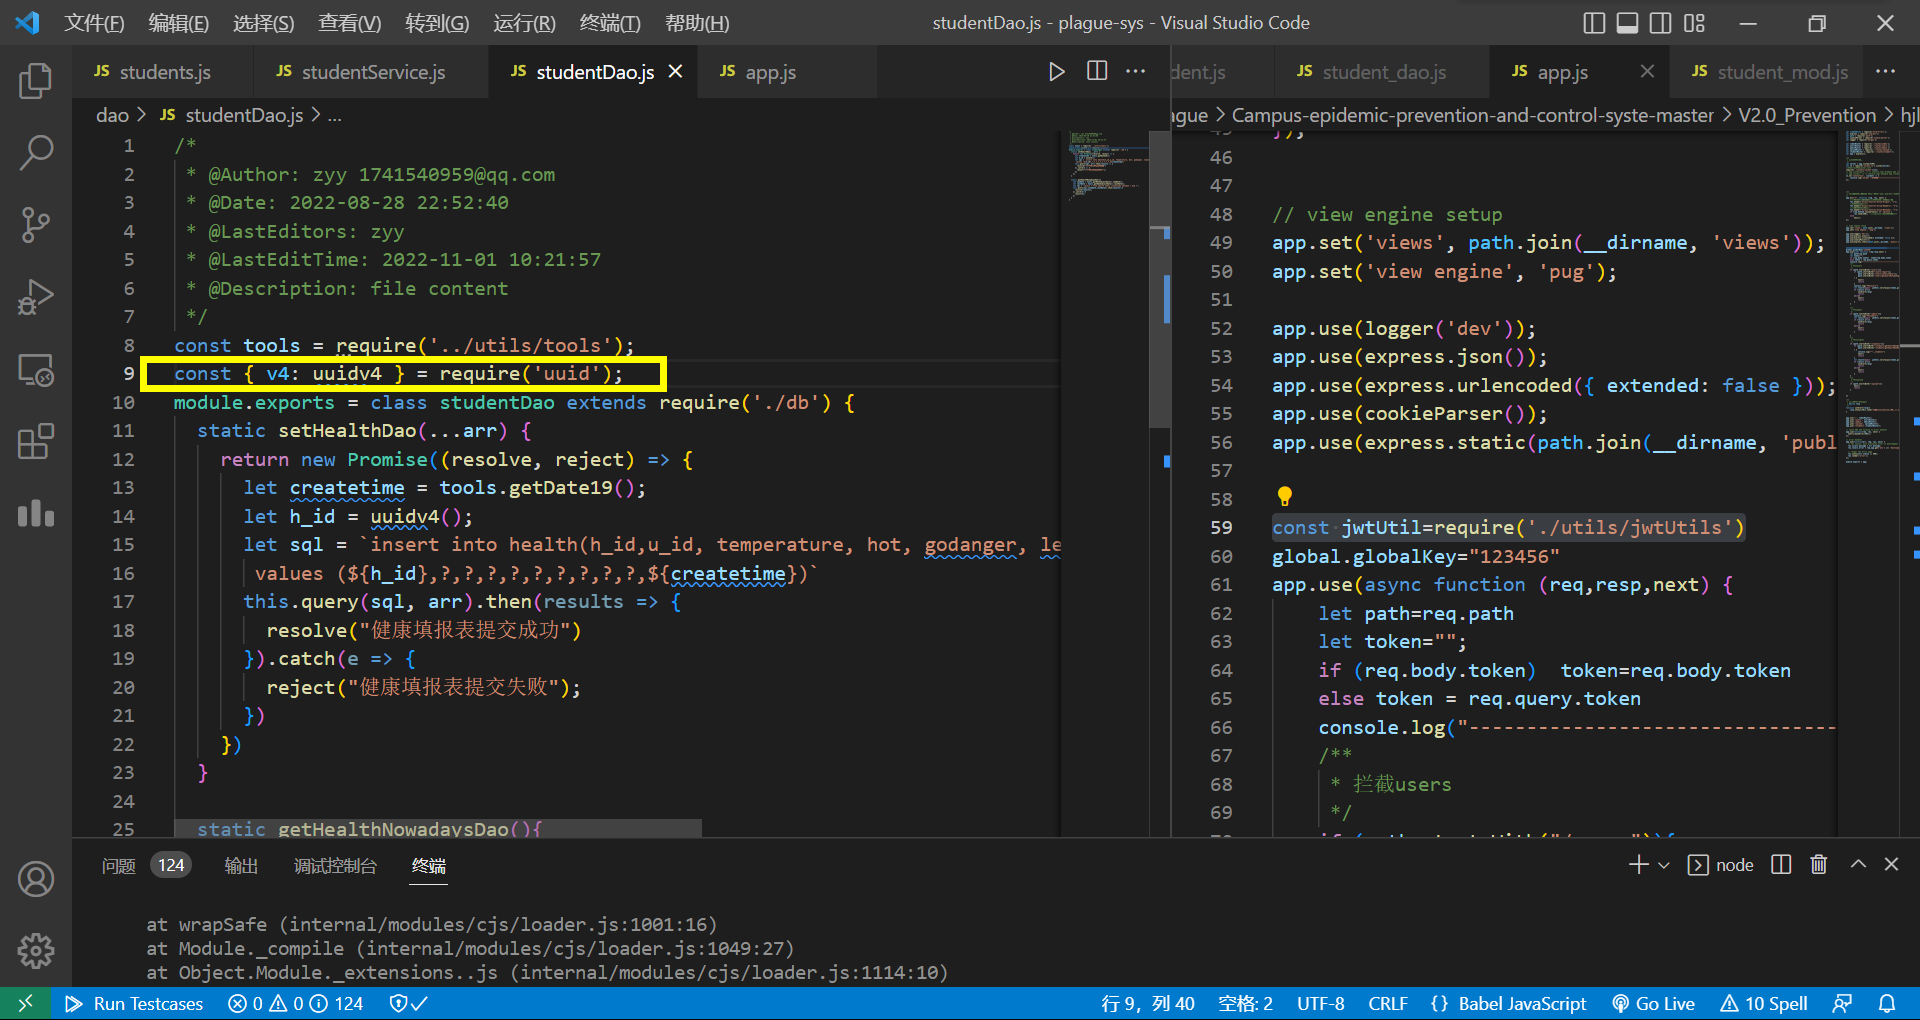 文件(F) 编辑(E) 选择(S) 查看(V) 转到(G) 运行(R) 终端(T) 帮助(H)
studentDao.js - plague-sys - Visual Studio Code
JS students.js JS studentService.js JS studentDao.js JS app.js
dao > JS studentDao.js > ...
1 /*
2 * @Author: zyy 1741540959@qq.com
3 * @Date: 2022-08-28 22:52:40
4 * @LastEditors: zyy
5 * @LastEditTime: 2022-11-01 10:21:57
6 * @Description: file content
7 */
8 const tools = require('../utils/tools');
9 const { v4: uuidv4 } = require('uuid');
10 module.exports = class studentDao extends require('./db') {
11 static setHealthDao(...arr) {
12 return new Promise((resolve, reject) => {
13 let createtime = tools.getDate19();
14 let h_id = uuidv4();
15 let sql = `insert into health(h_id,u_id, temperature, hot, godanger, le
16 values (${h_id},?,?,?,?,?,?,?,?,?,${createtime})`
17 this.query(sql, arr).then(results => {
18 resolve("健康填报表提交成功")
19 }).catch(e => {
20 reject("健康填报表提交失败");
21 })
22 })
23 }
24
25 static getHealthNowadaysDao(){
dent.js JS student_dao.js JS app.js JS student_mod.js
ague > Campus-epidemic-prevention-and-control-syste-master > V2.0_Prevention > hjl
45 });
46
47
48 // view engine setup
49 app.set('views', path.join(__dirname, 'views'));
50 app.set('view engine', 'pug');
51
52 app.use(logger('dev'));
53 app.use(express.json());
54 app.use(express.urlencoded({ extended: false }));
55 app.use(cookieParser());
56 app.use(express.static(path.join(__dirname, 'publ
57
58
59 const jwtUtil=require('./utils/jwtUtils')
60 global.globalKey="123456"
61 app.use(async function (req,resp,next) {
62 let path=req.path
63 let token="";
64 if (req.body.token) token=req.body.token
65 else token = req.query.token
66 console.log("--------------------------------
67 /**
68 * 拦截users
69 */
问题 124 输出 调试控制台 终端
node
at wrapSafe (internal/modules/cjs/loader.js:1001:16)
at Module._compile (internal/modules/cjs/loader.js:1049:27)
at Object.Module._extensions..js (internal/modules/cjs/loader.js:1114:10)
Run Testcases 0 0 124 行 9，列 40 空格: 2 UTF-8 CRLF {} Babel JavaScript Go Live 10 Spell